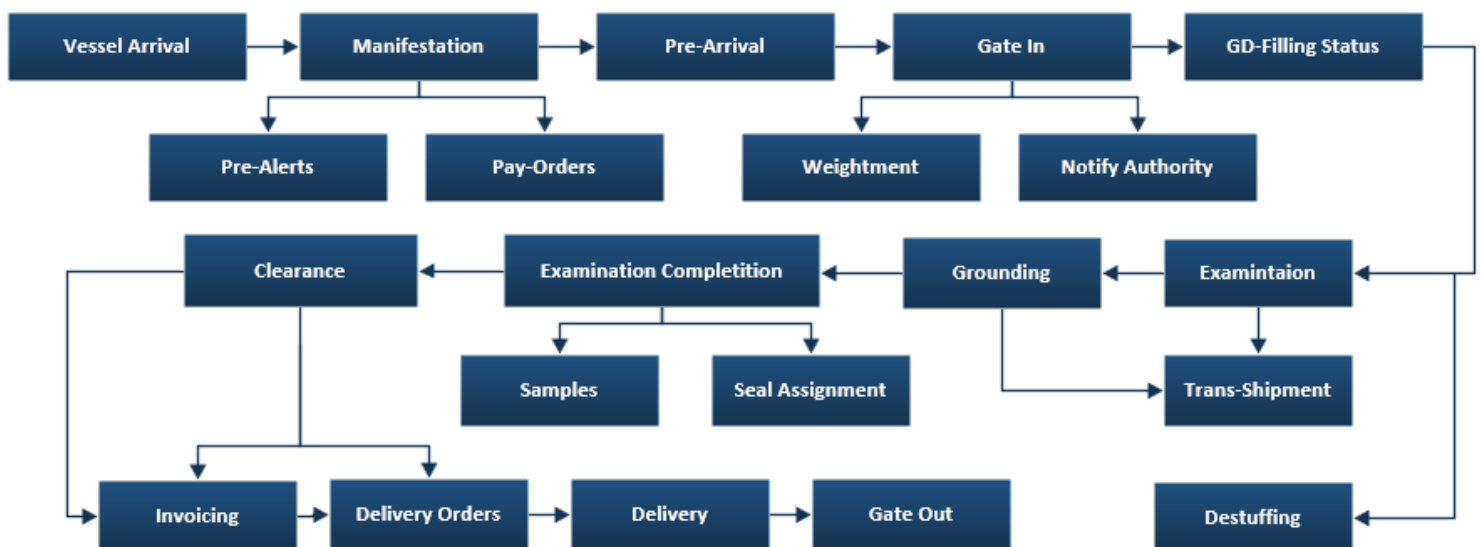 Vessel Arrival
Manifestation
Pre-Arrival
Gate In
GD-Filling Status
Pre-Alerts
Pay-Orders
Weightment
Notify Authority
Clearance
Examination Completition
Grounding
Examintaion
Samples
Seal Assignment
Trans-Shipment
Invoicing
Delivery Orders
Delivery
Gate Out
Destuffing